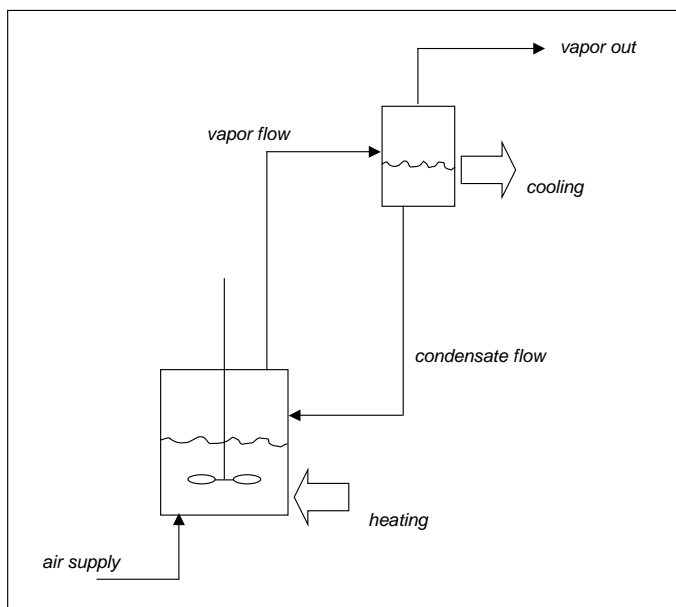 vapor out
vapor flow
cooling
condensate flow
heating
air supply